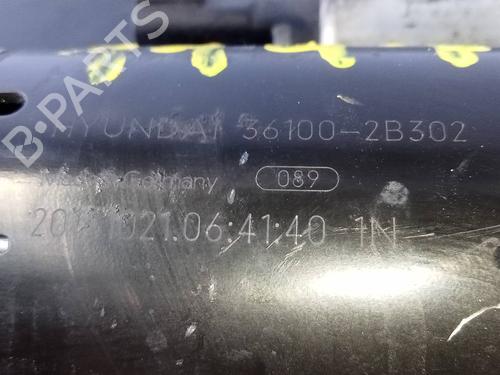 B-PARTS
HYUNDAI 36100-2B302
Germany 089
021.06:41:40 1N